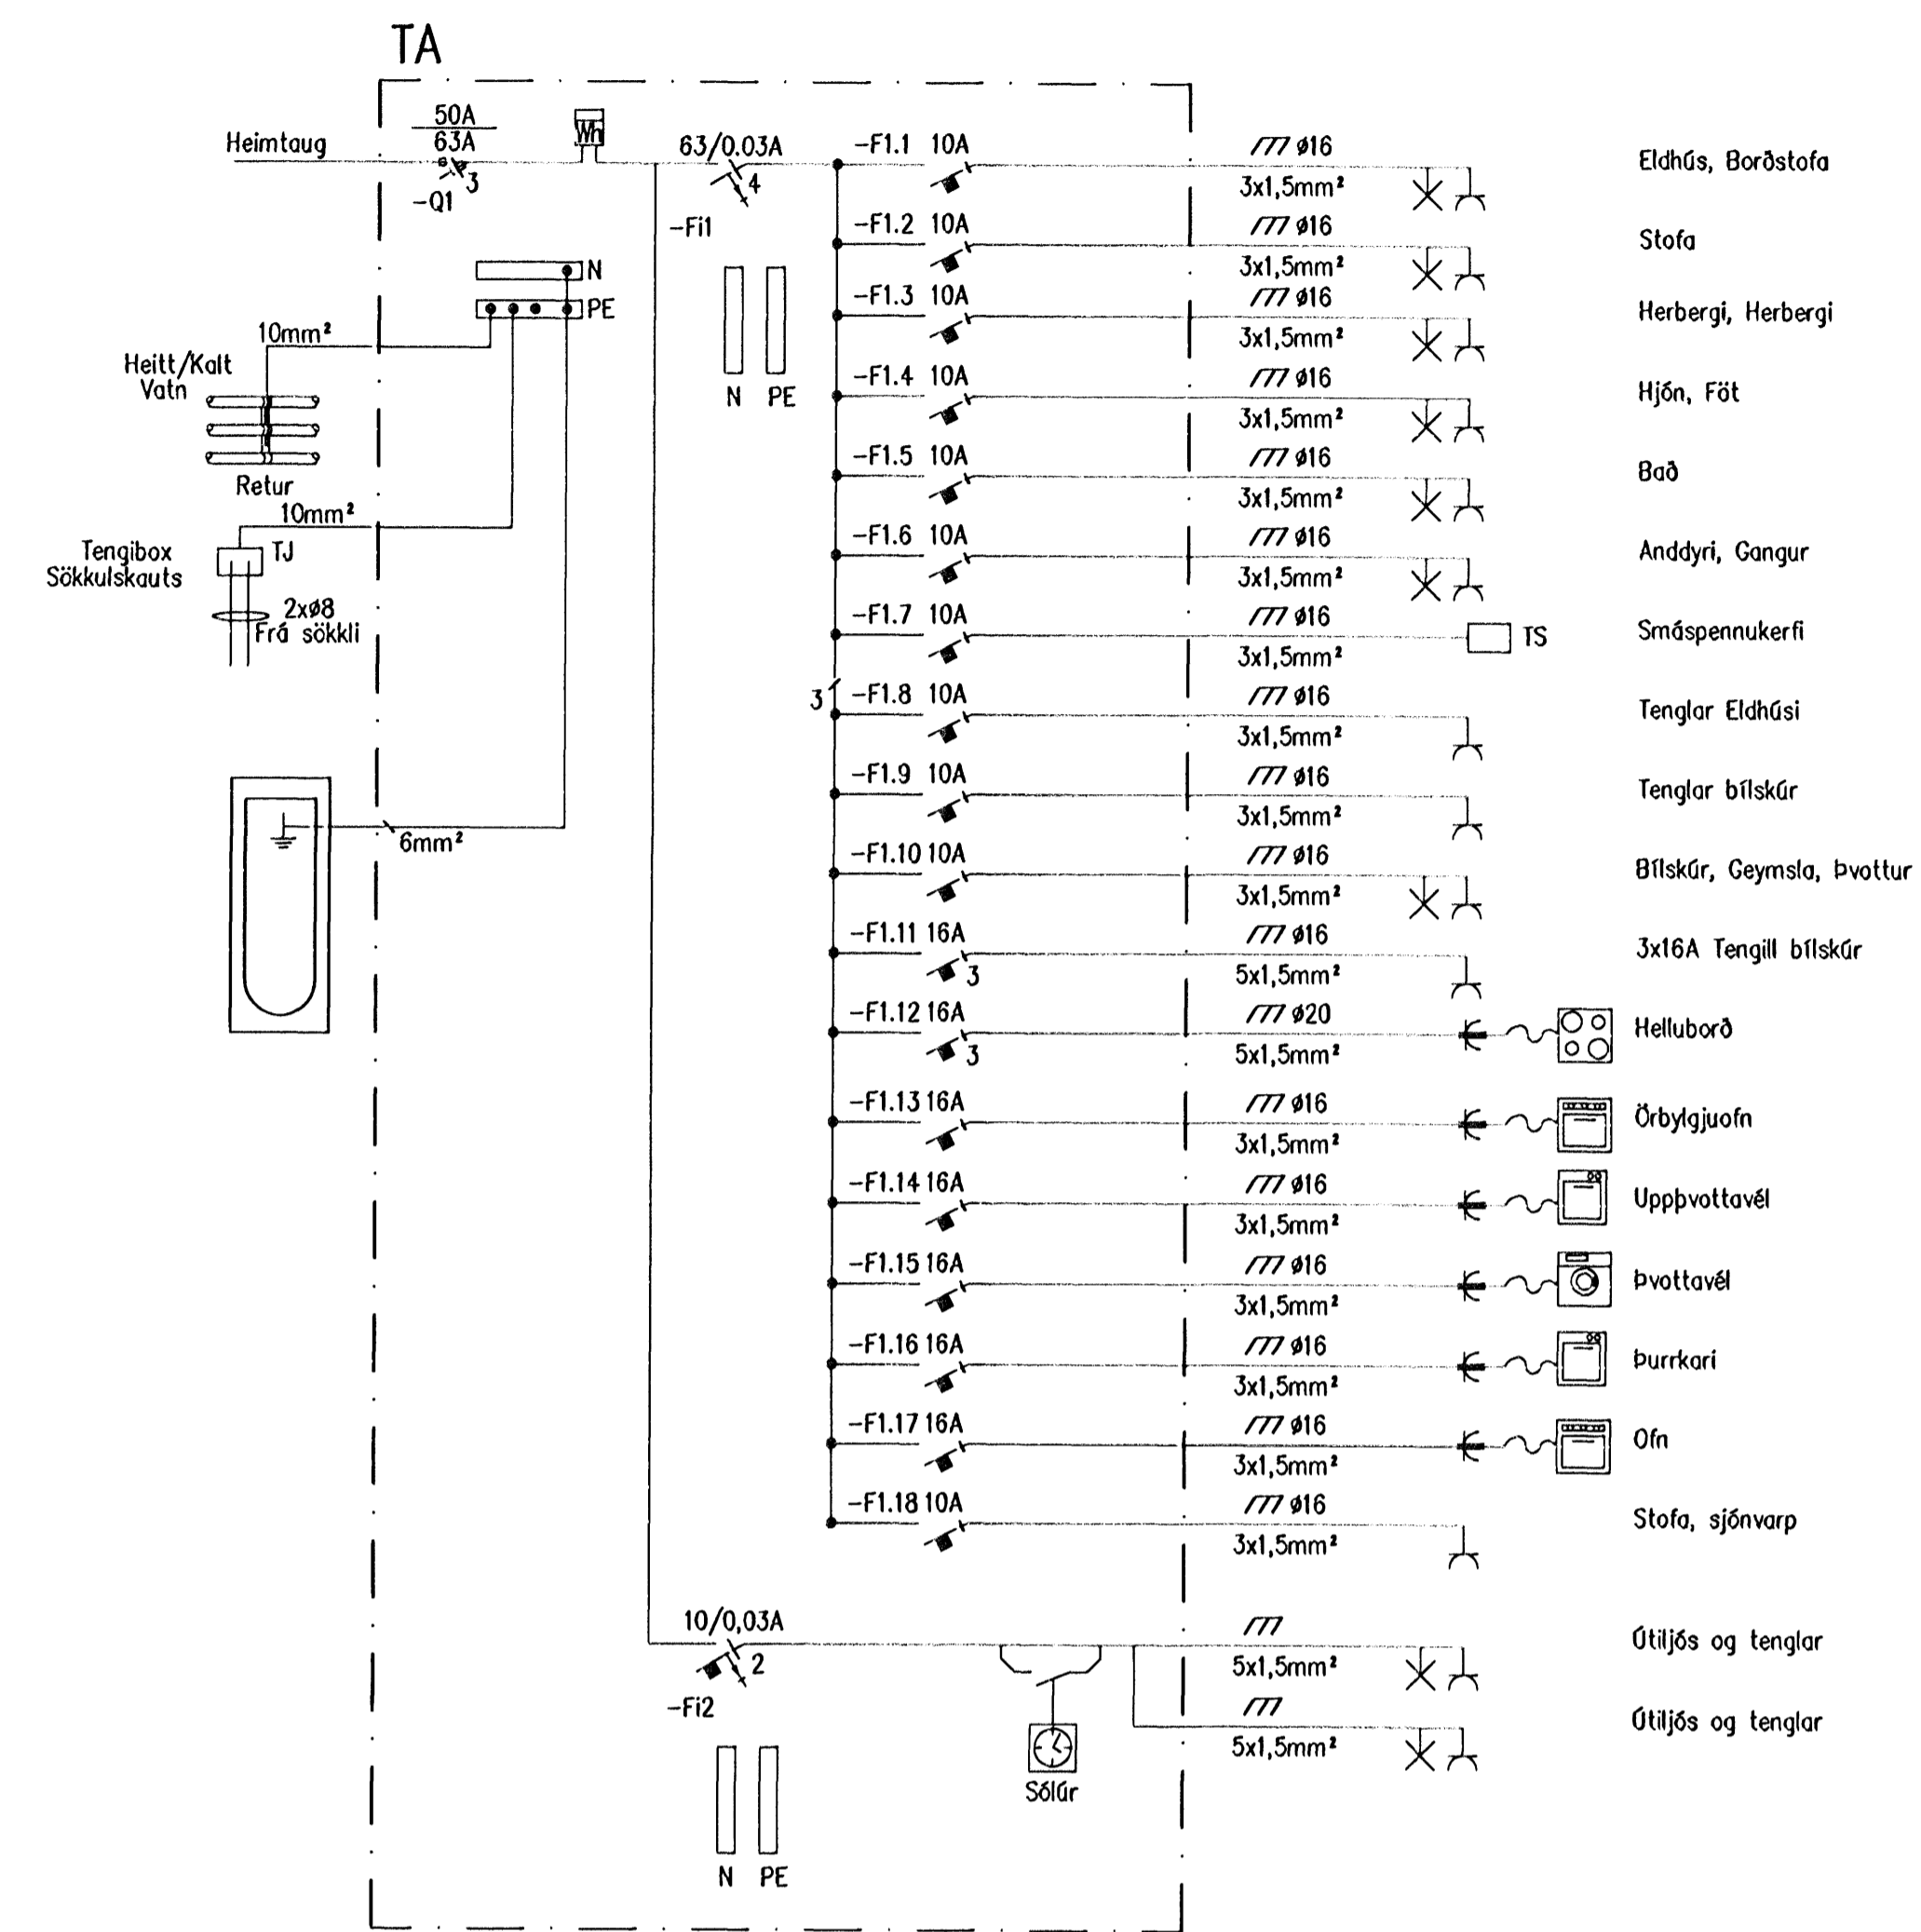 TA
Heimtaug
50A
63A
3
-Q1
Wh
63/0.03A
4
-Fi1
N
PE
N PE
10mm²
Heitt/Kalt
Vatn
Retur
10mm²
Tengibox
Sökkulskauts
TJ
2xø8
Frá sökkli
6mm²
3
-F1.1 10A ø16 Eldhús, Borðstofa
3x1,5mm²
-F1.2 10A ø16 Stofa
3x1,5mm²
-F1.3 10A ø16 Herbergi, Herbergi
3x1,5mm²
-F1.4 10A ø16 Hjón, Föt
3x1,5mm²
-F1.5 10A ø16 Bað
3x1,5mm²
-F1.6 10A ø16 Anddyri, Gangur
3x1,5mm²
-F1.7 10A ø16 TS Smáspennukerfi
3x1,5mm²
-F1.8 10A ø16 Tenglar Eldhúsi
3x1,5mm²
-F1.9 10A ø16 Tenglar bílskúr
3x1,5mm²
-F1.10 10A ø16 Bílskúr, Geymsla, Þvottur
3x1,5mm²
-F1.11 16A ø16 3x16A Tengill bílskúr
3 5x1,5mm²
-F1.12 16A ø20 Helluborð
3 5x1,5mm²
-F1.13 16A ø16 Örbylgjuofn
3x1,5mm²
-F1.14 16A ø16 Uppþvottavél
3x1,5mm²
-F1.15 16A ø16 Þvottavél
3x1,5mm²
-F1.16 16A ø16 Þurrkari
3x1,5mm²
-F1.17 16A ø16 Ofn
3x1,5mm²
-F1.18 10A ø16 Stofa, sjónvarp
3x1,5mm²
10/0,03A Útiljós og tenglar
2 5x1,5mm²
-Fi2 Útiljós og tenglar
5x1,5mm²
Sólúr
N PE